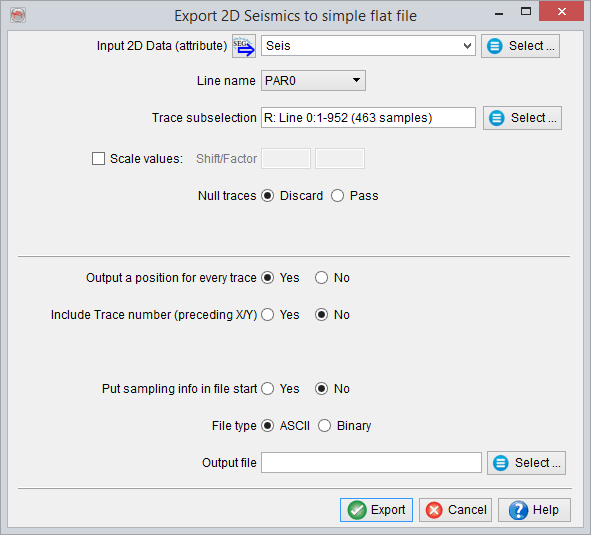 Export 2D Seismics to simple flat file
Input 2D Data (attribute) SEGY Seis Select ...
Line name PAR0
Trace subselection R: Line 0:1-952 (463 samples) Select ...
Scale values: Shift/Factor
Null traces Discard Pass
Output a position for every trace Yes No
Include Trace number (preceding X/Y) Yes No
Put sampling info in file start Yes No
File type ASCII Binary
Output file Select ...
Export Cancel ? Help